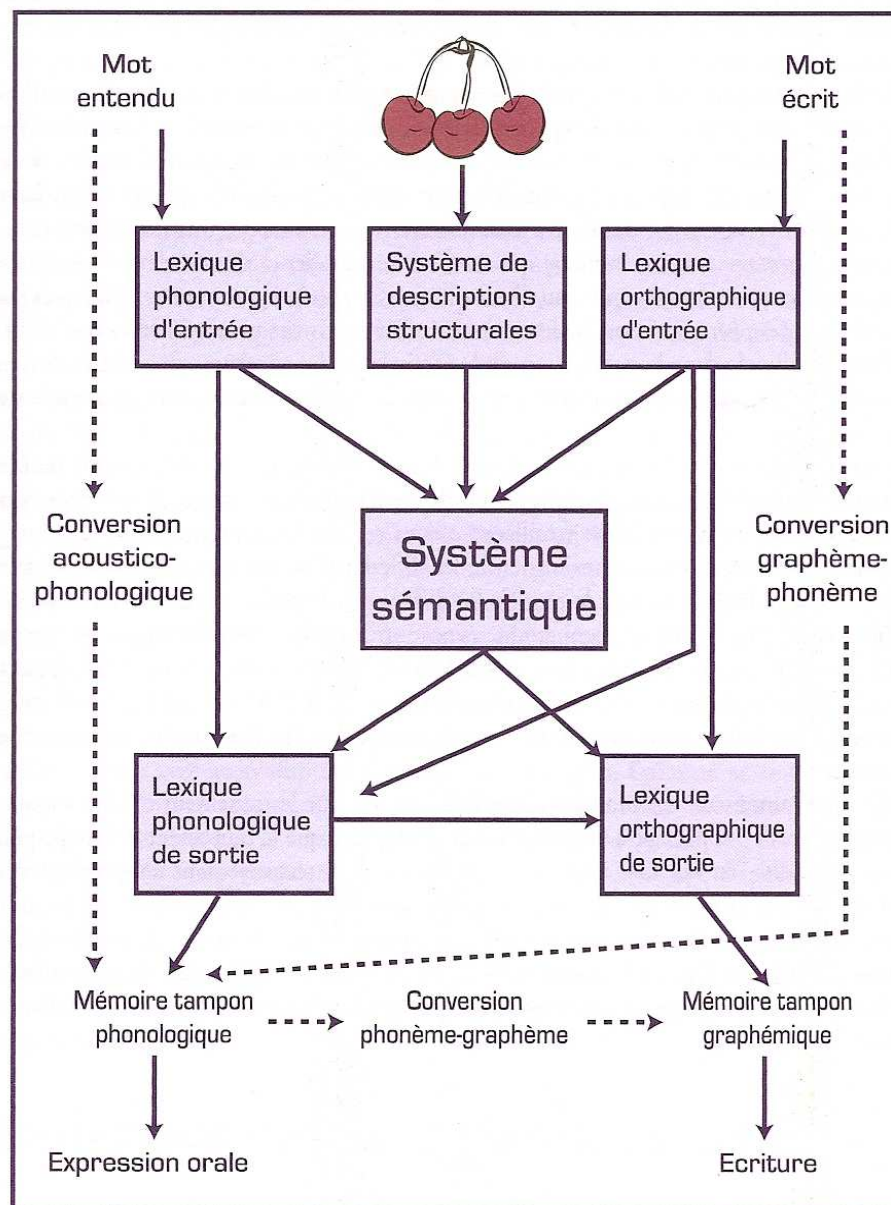 Mot
entendu
Mot
écrit
Lexique
phonologique
d'entrée
Système de
descriptions
structurales
Lexique
orthographique
d'entrée
Conversion
acoustico-
phonologique
Système
sémantique
Conversion
graphème-
phonème
Lexique
phonologique
de sortie
Lexique
orthographique
de sortie
Mémoire tampon
phonologique
Conversion
phonème-graphème
Mémoire tampon
graphémique
Expression orale
Ecriture